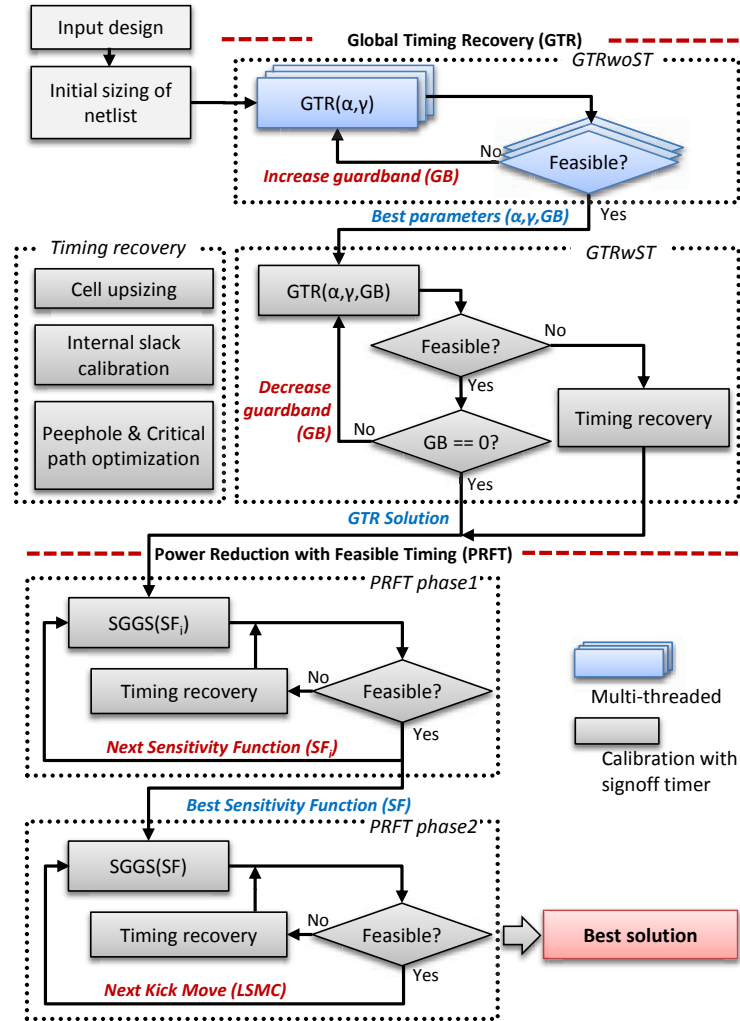 Input design
Initial sizing of
netlist
Global Timing Recovery (GTR)
GTRwoST
GTR(α,γ)
Feasible?
No
Increase guardband (GB)
Yes
Best parameters (α,γ,GB)
Timing recovery
Cell upsizing
Internal slack
calibration
Peephole & Critical
path optimization
GTRwST
GTR(α,γ,GB)
Feasible?
No
Yes
Decrease
guardband
(GB)
No
GB == 0?
Timing recovery
Yes
GTR Solution
Power Reduction with Feasible Timing (PRFT)
PRFT phase1
SGGS(SFi)
Timing recovery
No
Feasible?
Yes
Next Sensitivity Function (SFi)
Multi-threaded
Calibration with
signoff timer
Best Sensitivity Function (SF)
PRFT phase2
SGGS(SF)
Timing recovery
No
Feasible?
Yes
Next Kick Move (LSMC)
Best solution